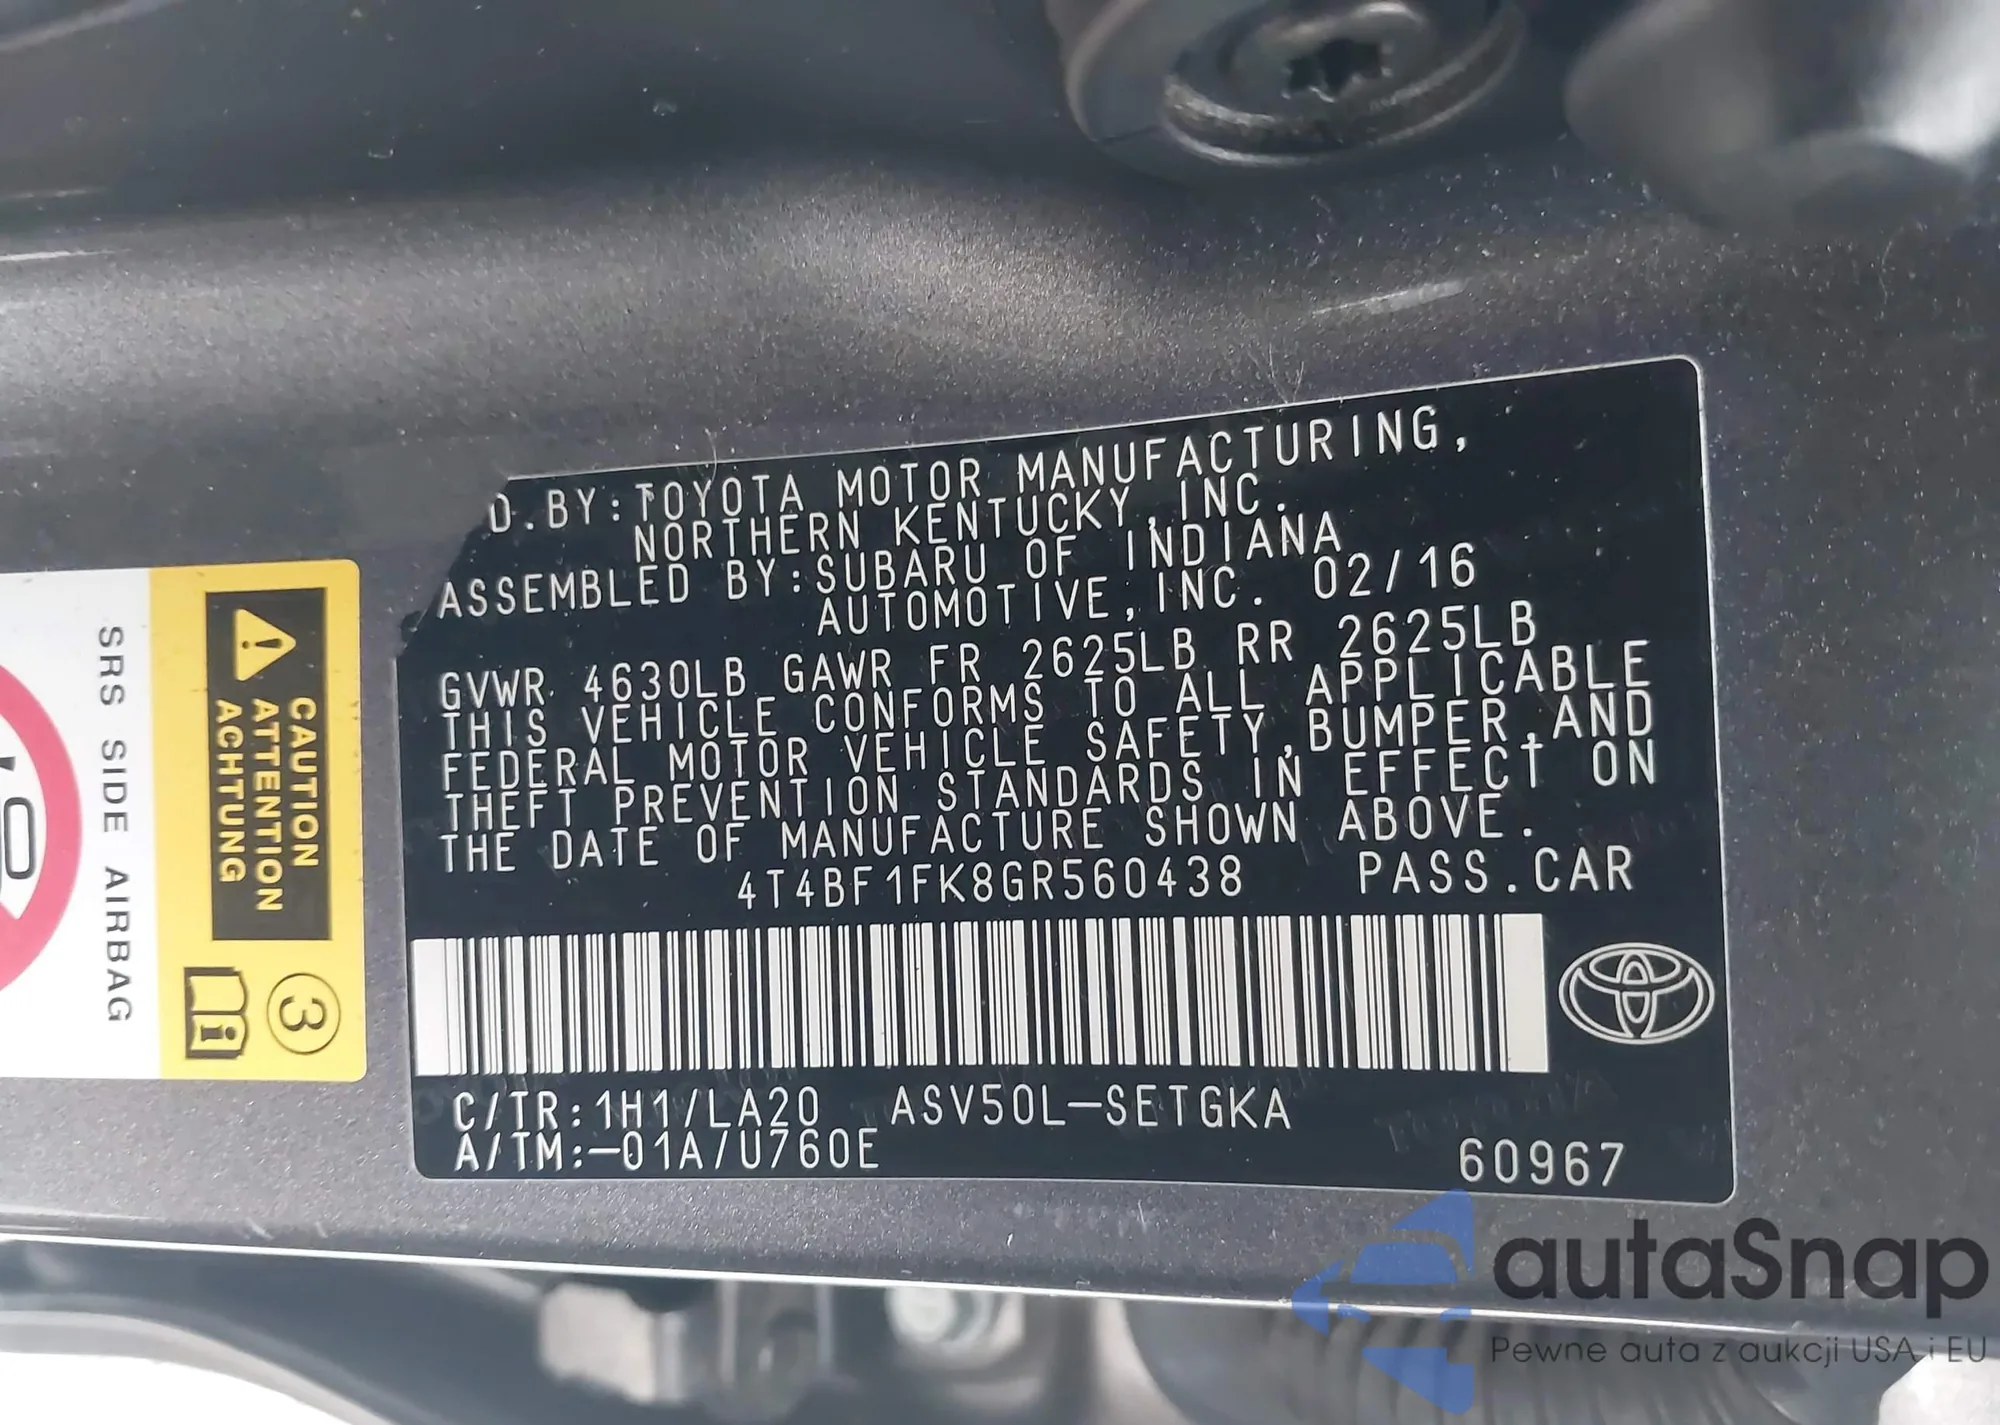 D.BY:TOYOTA MOTOR MANUFACTURING,
NORTHERN KENTUCKY, INC.
ASSEMBLED BY:SUBARU OF INDIANA
AUTOMOTIVE, INC. 02/16
GVWR 4630LB GAWR FR 2625LB RR 2625LB
THIS VEHICLE CONFORMS TO ALL APPLICABLE
FEDERAL MOTOR VEHICLE SAFETY,BUMPER,AND
THEFT PREVENTION STANDARDS IN EFFECT ON
THE DATE OF MANUFACTURE SHOWN ABOVE.
4T4BF1FK8GR560438 PASS.CAR
C/TR:1H1/LA20 ASV50L-SETGKA
A/TM:-01A/U760E
60967
SRS SIDE AIRBAG
CAUTION
ATTENTION
ACHTUNG
3
i
autaSnap
Pewne auta z aukcji USA i EU